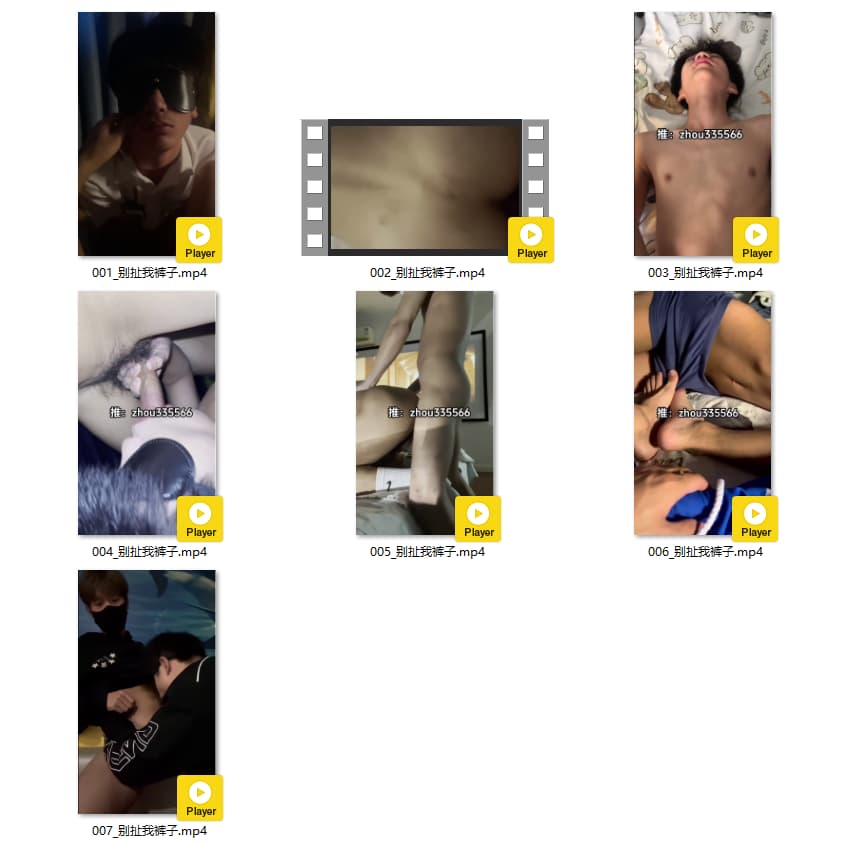 Player
001_别扯我裤子.mp4
Player
002_别扯我裤子.mp4
推：zhou335566
Player
003_别扯我裤子.mp4
推：zhou335566
Player
004_别扯我裤子.mp4
推：zhou335566
Player
005_别扯我裤子.mp4
推：zhou335566
Player
006_别扯我裤子.mp4
Player
007_别扯我裤子.mp4